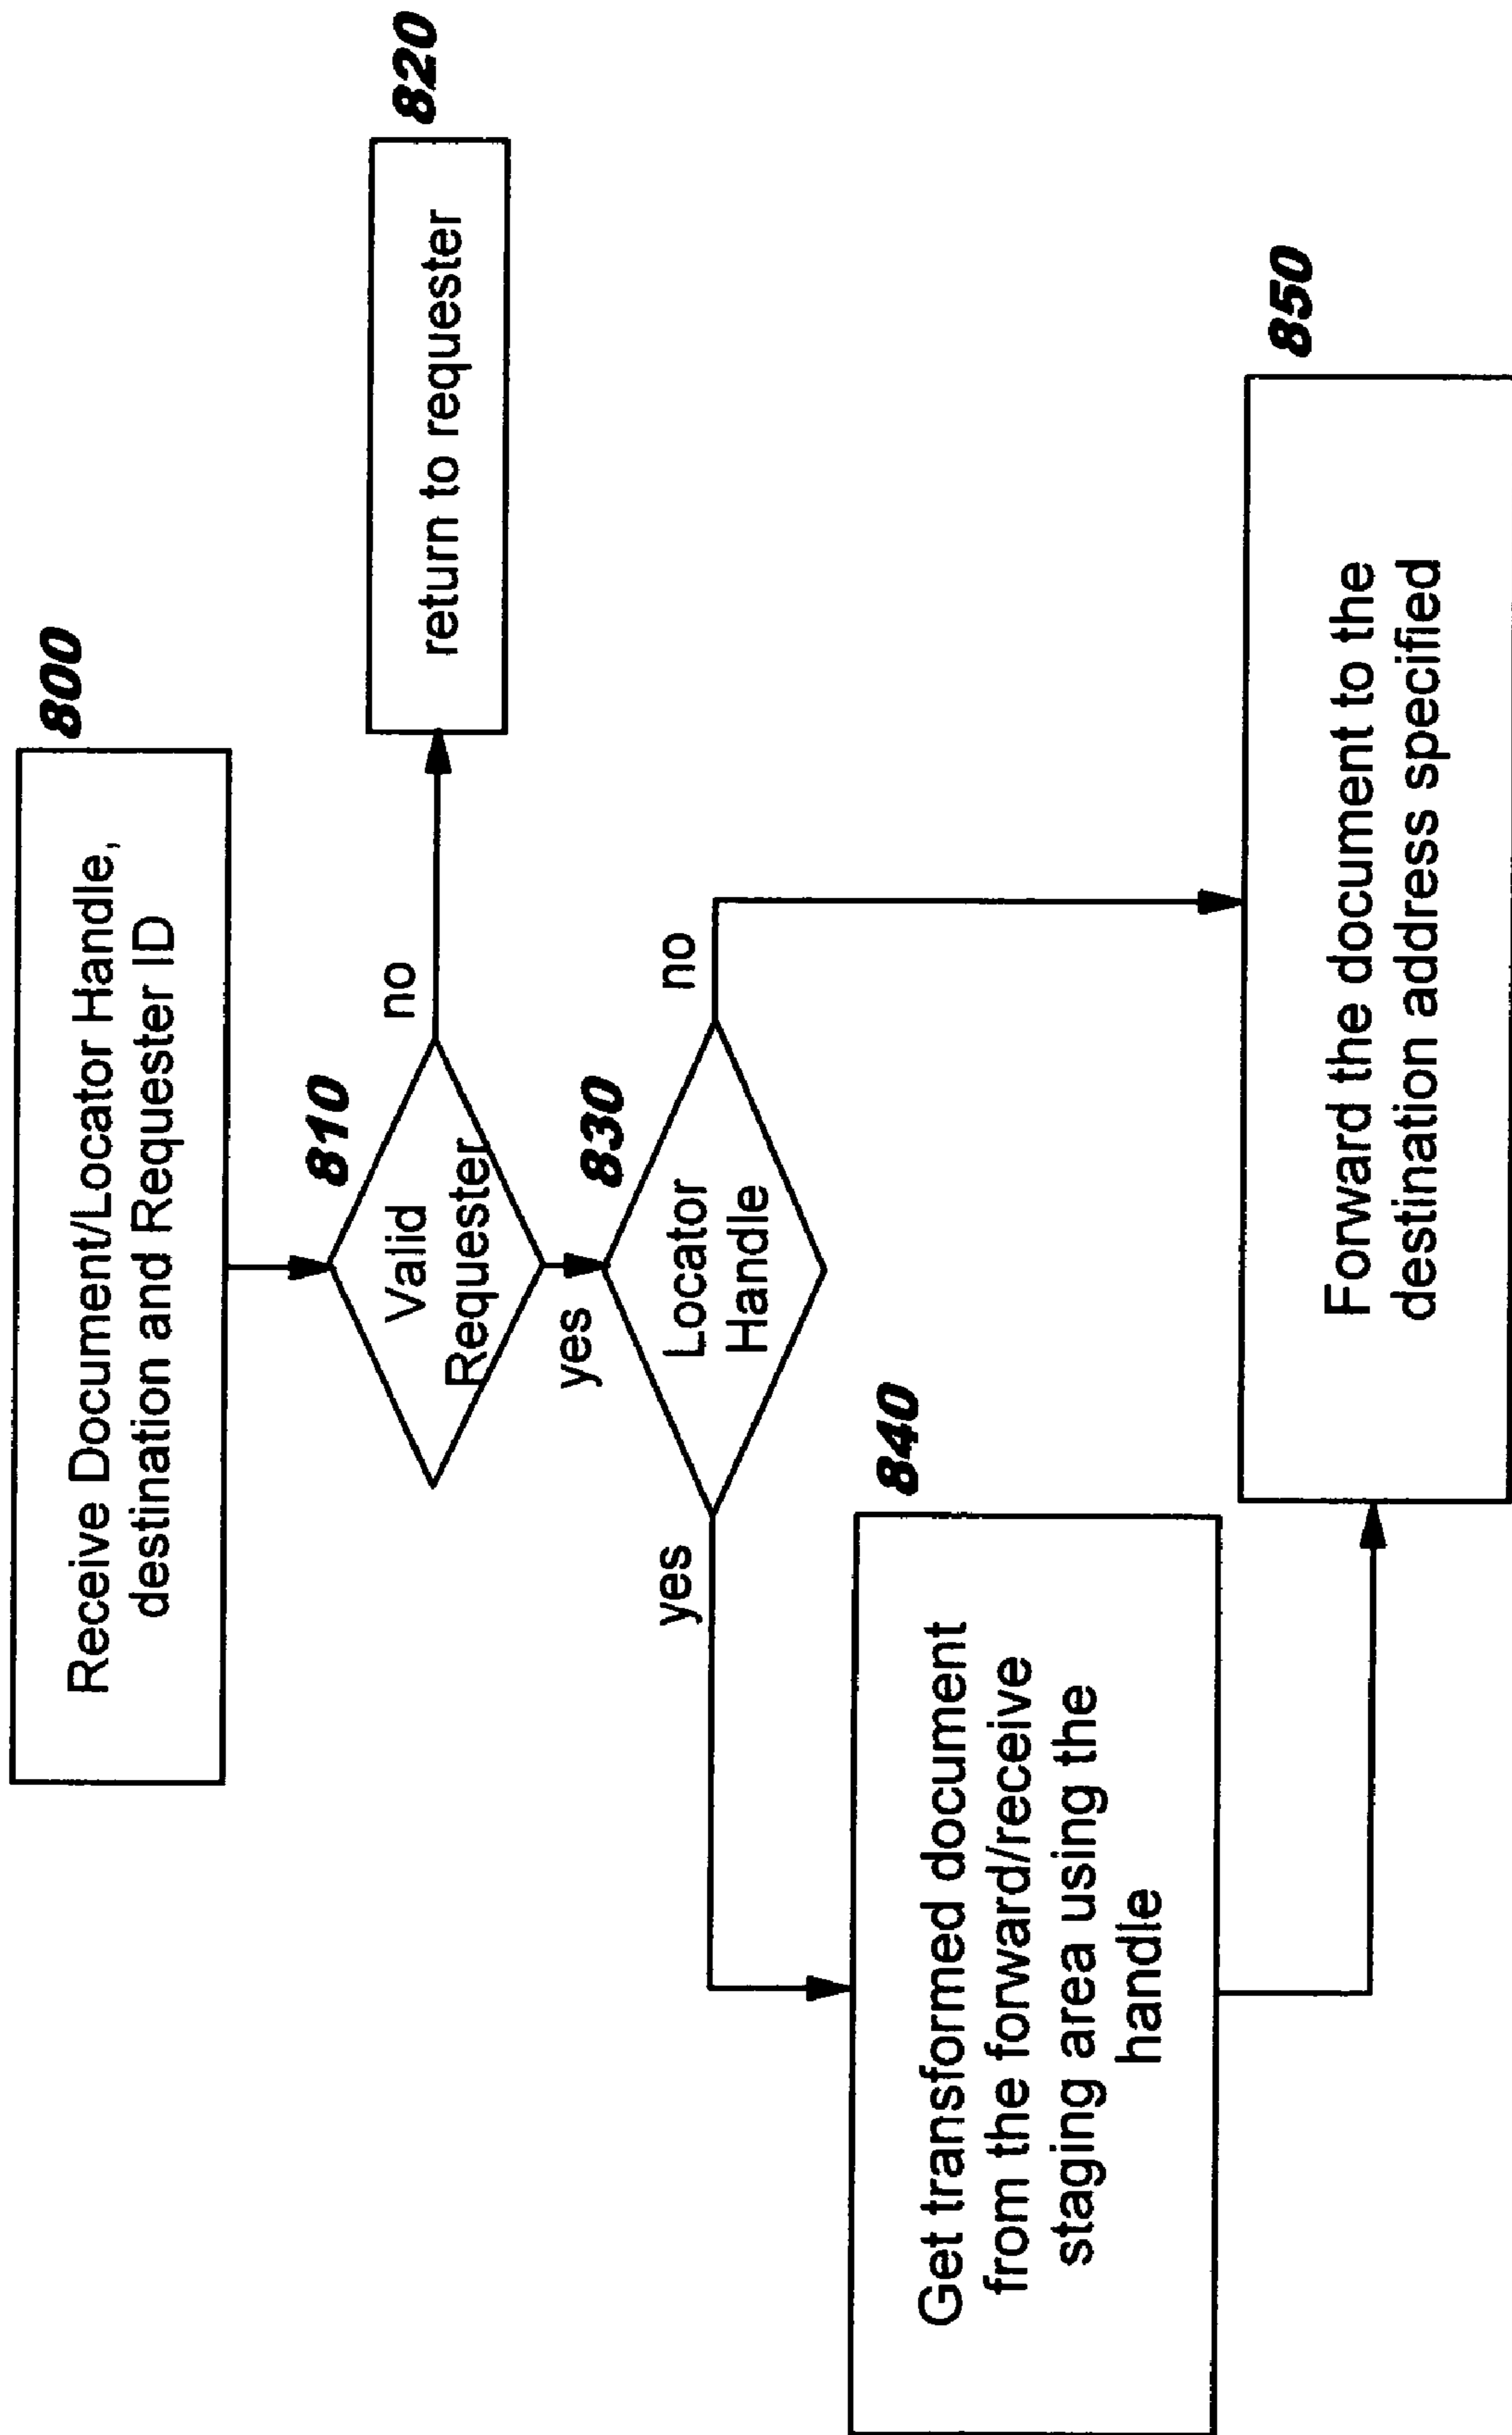 800
Receive Document/Locator Handle,
destination and Requester ID
810
Valid
Requester
no
820
return to requester
yes
830
Locator
Handle
no
yes
840
Get transformed document
from the forward/receive
staging area using the
handle
850
Forward the document to the
destination address specified